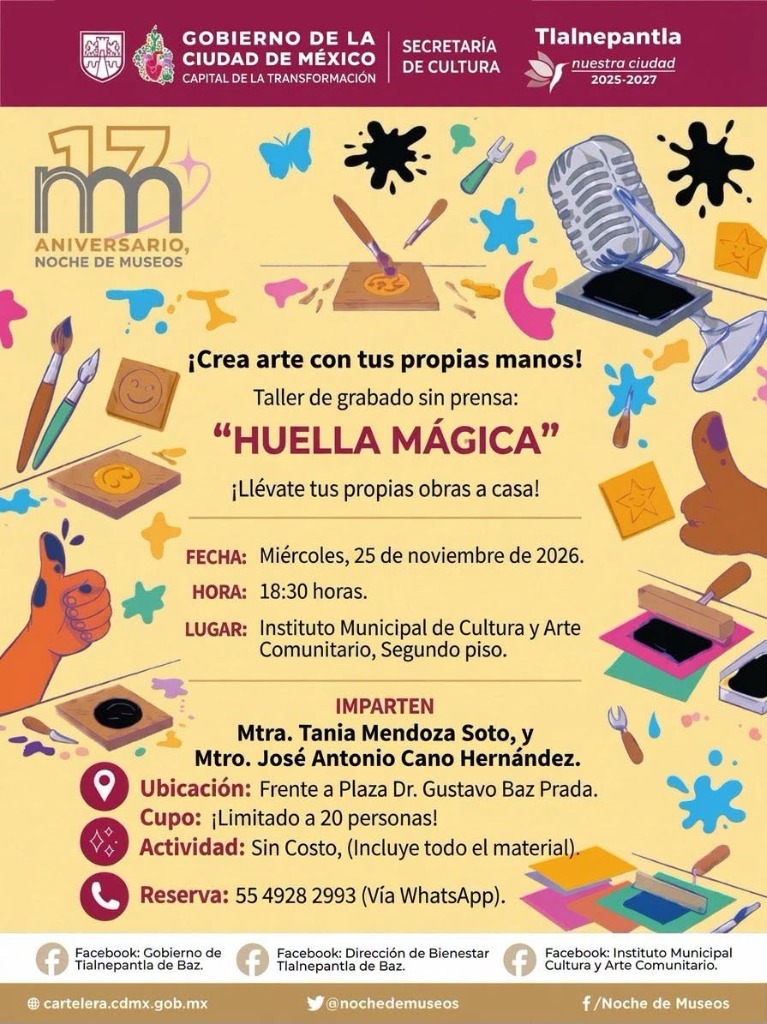 GOBIERNO DE LA
CIUDAD DE MÉXICO
CAPITAL DE LA TRANSFORMACIÓN
SECRETARÍA
DE CULTURA
Tlalnepantla
nuestra ciudad
2025-2027
17
nm
ANIVERSARIO,
NOCHE DE MUSEOS
¡Crea arte con tus propias manos!
Taller de grabado sin prensa:
“HUELLA MÁGICA”
¡Llévate tus propias obras a casa!
FECHA: Miércoles, 25 de noviembre de 2026.
HORA: 18:30 horas.
LUGAR: Instituto Municipal de Cultura y Arte
Comunitario, Segundo piso.
IMPARTEN
Mtra. Tania Mendoza Soto, y
Mtro. José Antonio Cano Hernández.
Ubicación: Frente a Plaza Dr. Gustavo Baz Prada.
Cupo: ¡Limitado a 20 personas!
Actividad: Sin Costo, (Incluye todo el material).
Reserva: 55 4928 2993 (Vía WhatsApp).
Facebook: Gobierno de
Tlalnepantla de Baz.
Facebook: Dirección de Bienestar
Tlalnepantla de Baz.
Facebook: Instituto Municipal
Cultura y Arte Comunitario.
cartelera.cdmx.gob.mx
@nochedemuseos
/Noche de Museos